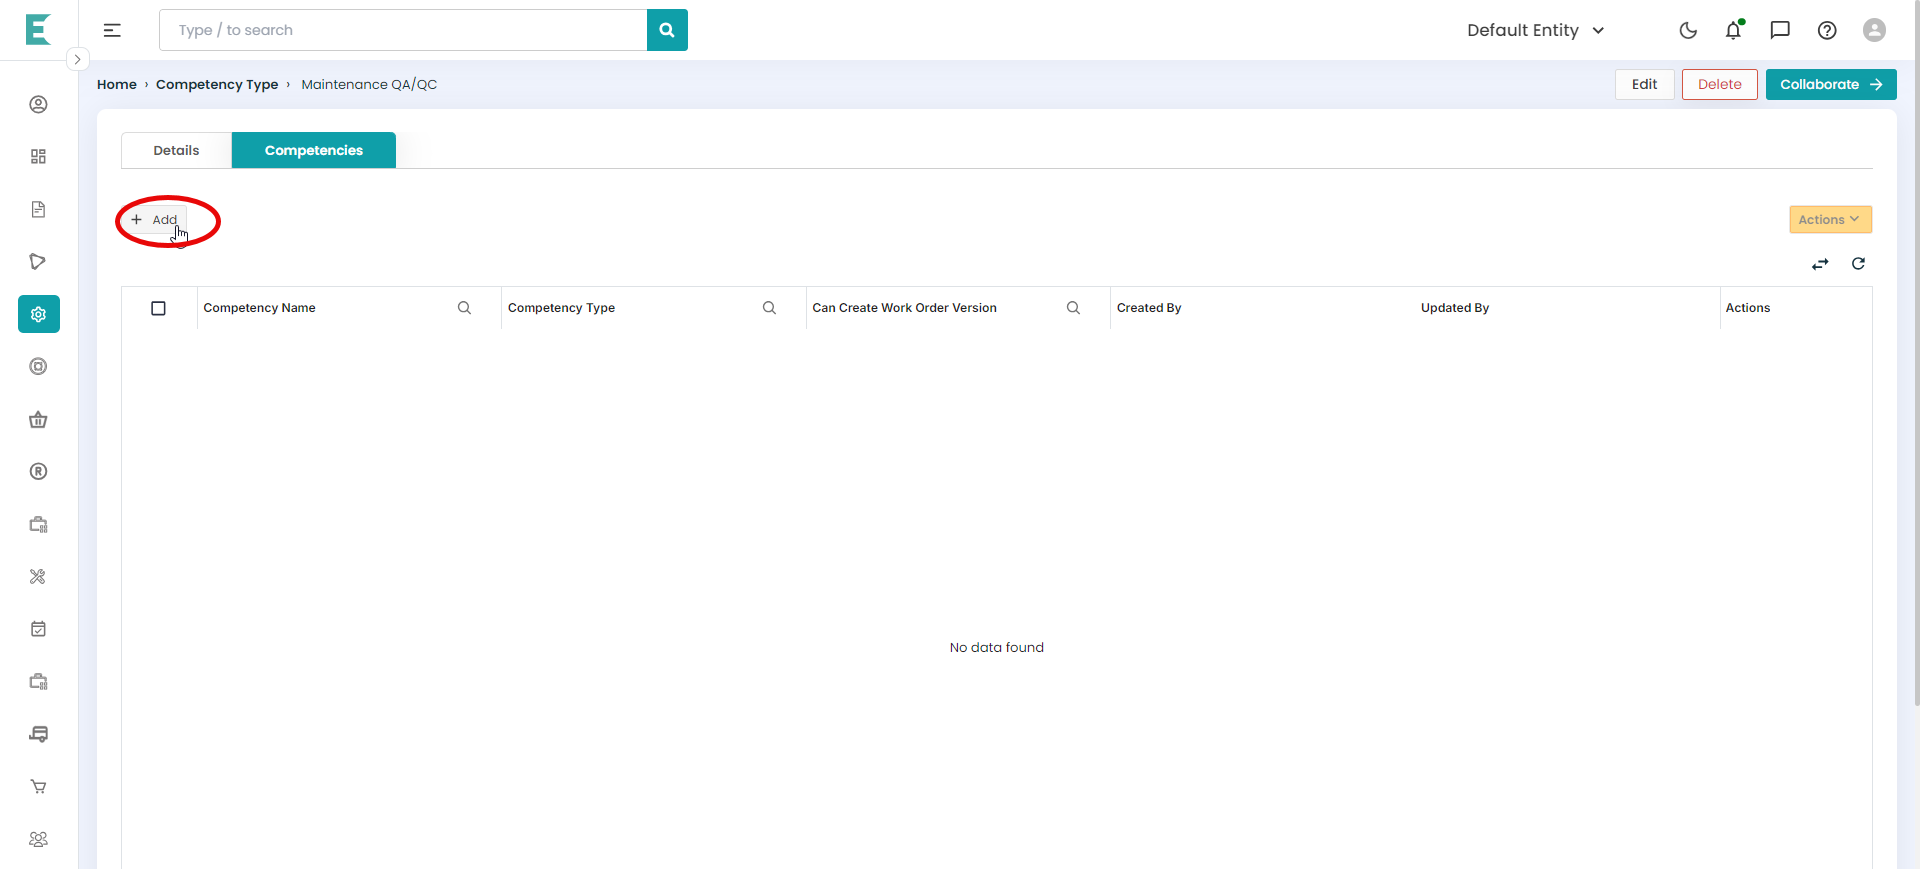 Type / to search
Default Entity
Home › Competency Type › Maintenance QA/QC
Edit
Delete
Collaborate →
Details
Competencies
+ Add
Actions
Competency Name
Competency Type
Can Create Work Order Version
Created By
Updated By
Actions
No data found